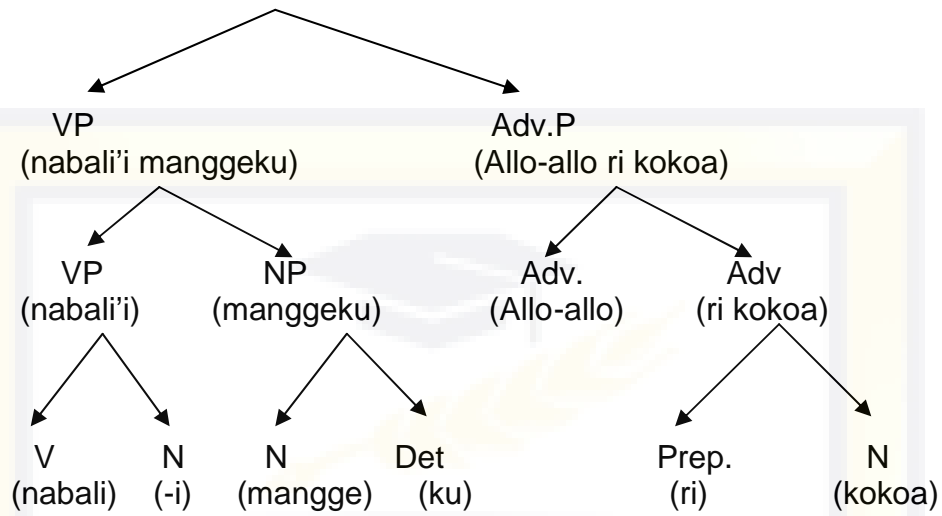 VP Adv.P
(nabali'i manggeku) (Allo-allo ri kokoa)
VP NP Adv. Adv
(nabali'i) (manggeku) (Allo-allo) (ri kokoa)
V N N Det Prep. N
(nabali) (-i) (mangge) (ku) (ri) (kokoa)